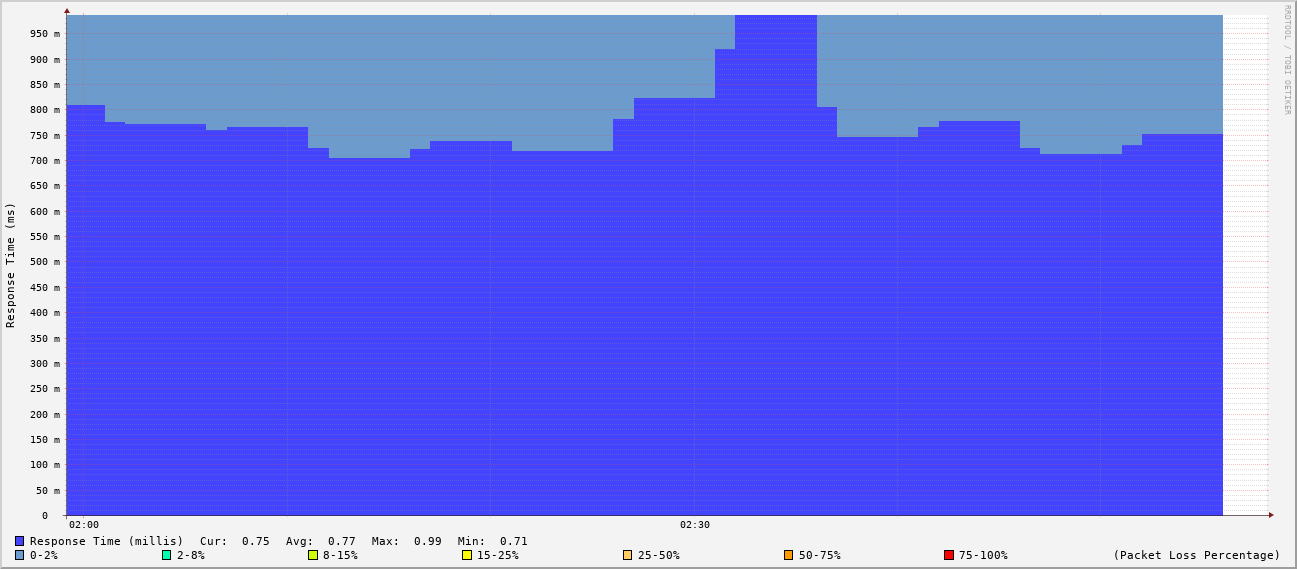 RRDTOOL / TOBI OETIKER
Response Time (ms)
950 m
900 m
850 m
800 m
750 m
700 m
650 m
600 m
550 m
500 m
450 m
400 m
350 m
300 m
250 m
200 m
150 m
100 m
50 m
0
02:00 02:30
Response Time (millis) Cur: 0.75 Avg: 0.77 Max: 0.99 Min: 0.71
0-2% 2-8% 8-15% 15-25% 25-50% 50-75% 75-100% (Packet Loss Percentage)